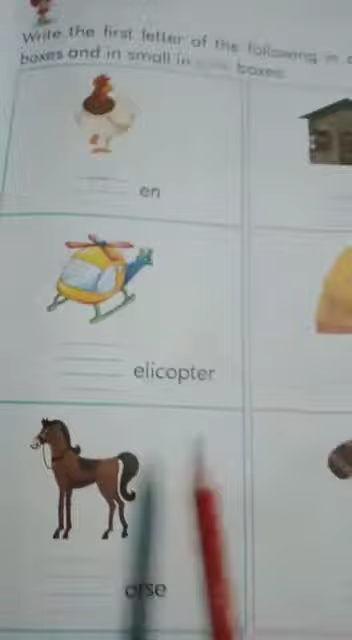 Write the first letter of the following in
boxes and in small in boxes
en
elicopter
orse